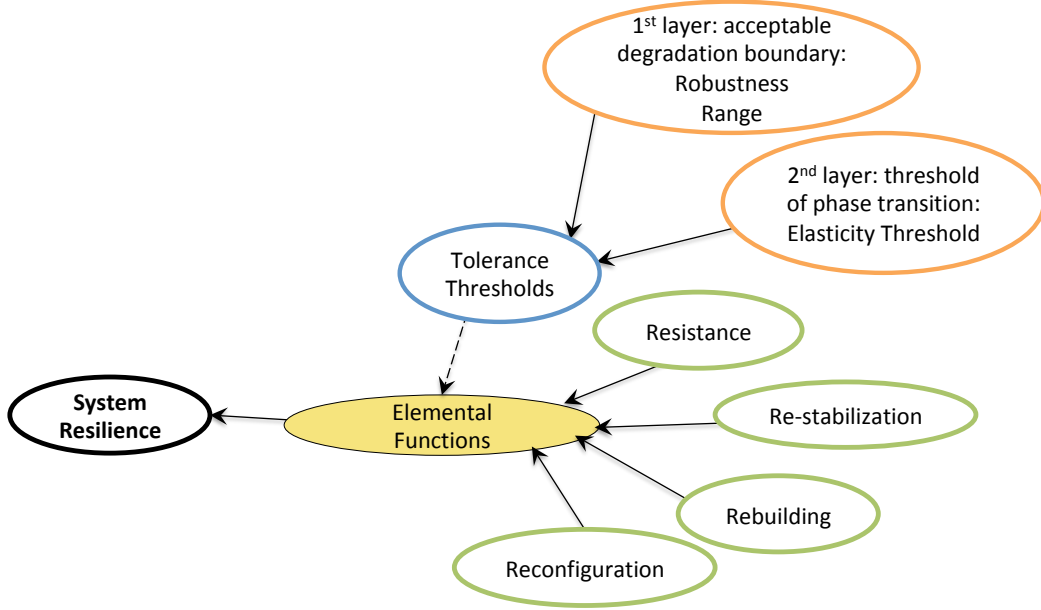 1st layer: acceptable
degradation boundary:
Robustness
Range
2nd layer: threshold
of phase transition:
Elasticity Threshold
Tolerance
Thresholds
Resistance
System
Resilience
Elemental
Functions
Re-stabilization
Rebuilding
Reconfiguration